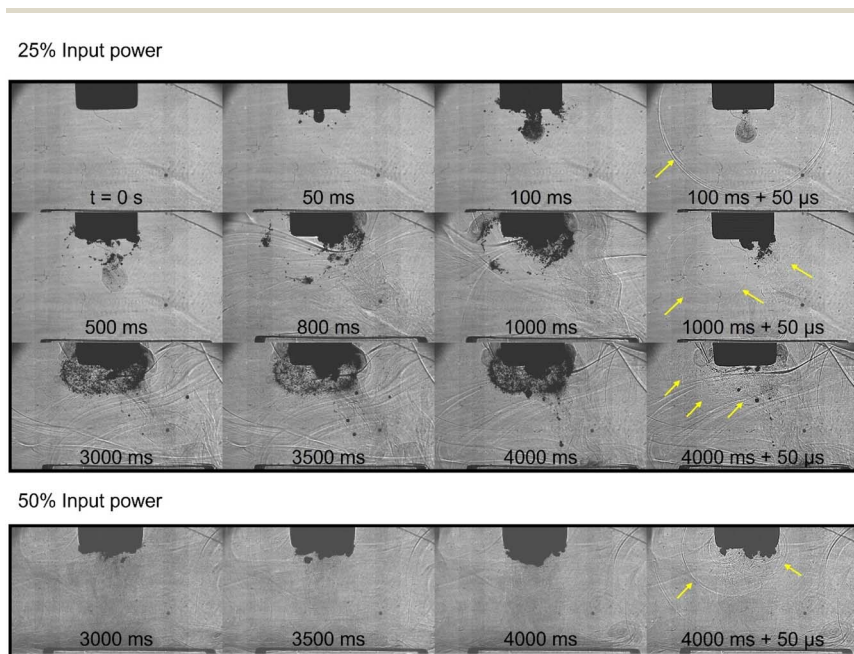 25% Input power
t = 0 s
50 ms
100 ms
100 ms + 50 µs
500 ms
800 ms
1000 ms
1000 ms + 50 µs
3000 ms
3500 ms
4000 ms
4000 ms + 50 µs
50% Input power
3000 ms
3500 ms
4000 ms
4000 ms + 50 µs